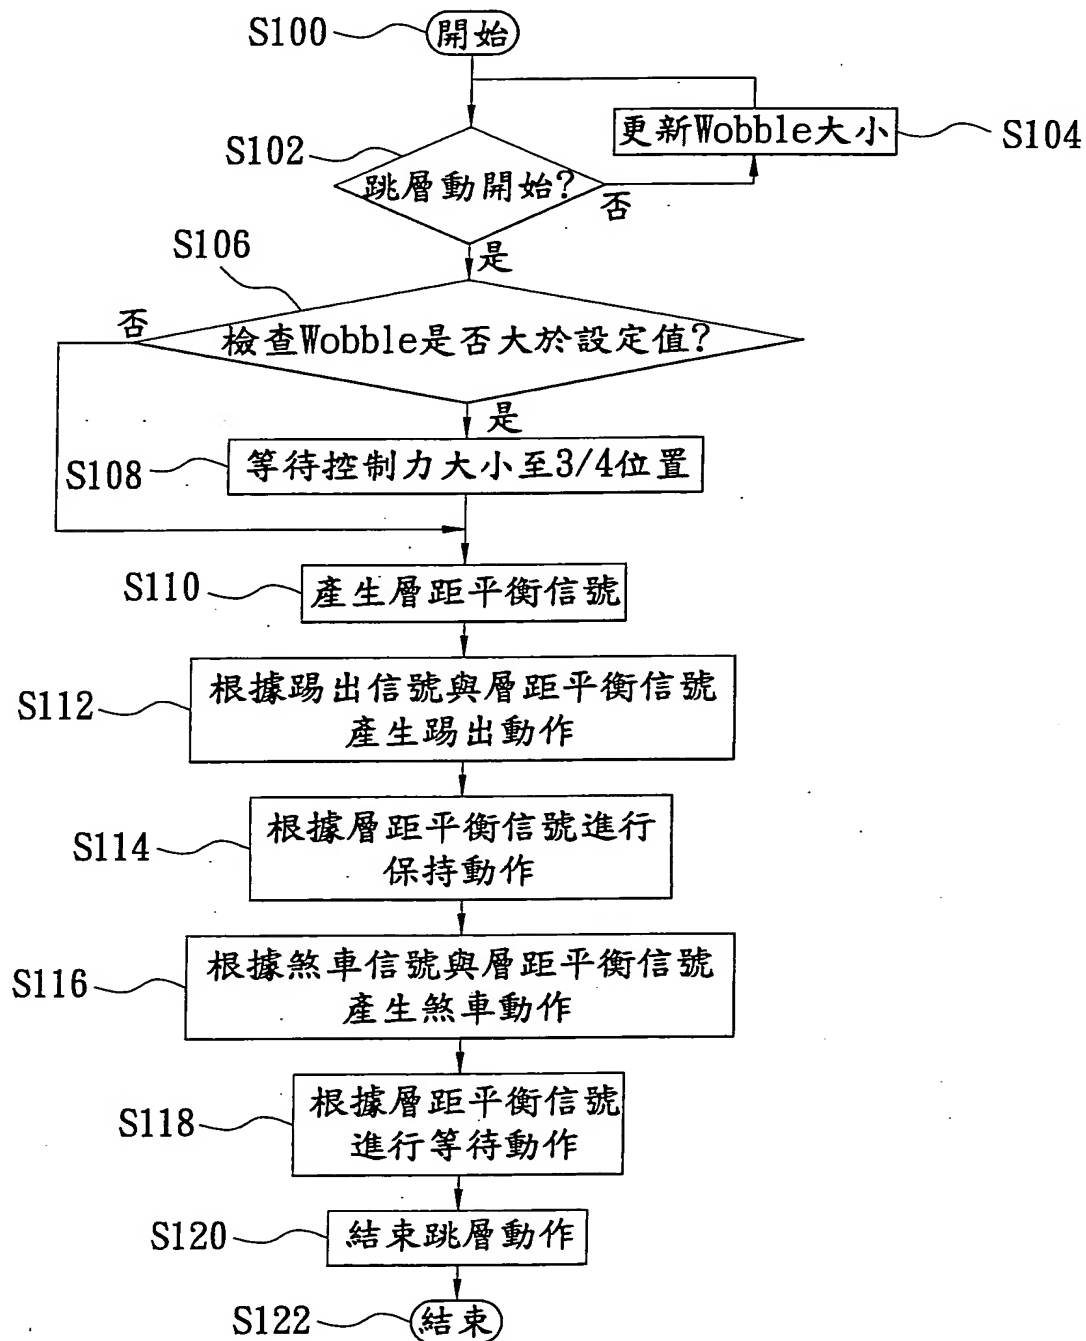 S100
開始
更新Wobble大小
S104
S102
跳層動開始?
否
是
S106
否
檢查Wobble是否大於設定值?
是
S108
等待控制力大小至3/4位置
S110
產生層距平衡信號
S112
根據踢出信號與層距平衡信號
產生踢出動作
S114
根據層距平衡信號進行
保持動作
S116
根據煞車信號與層距平衡信號
產生煞車動作
S118
根據層距平衡信號
進行等待動作
S120
結束跳層動作
S122
結束